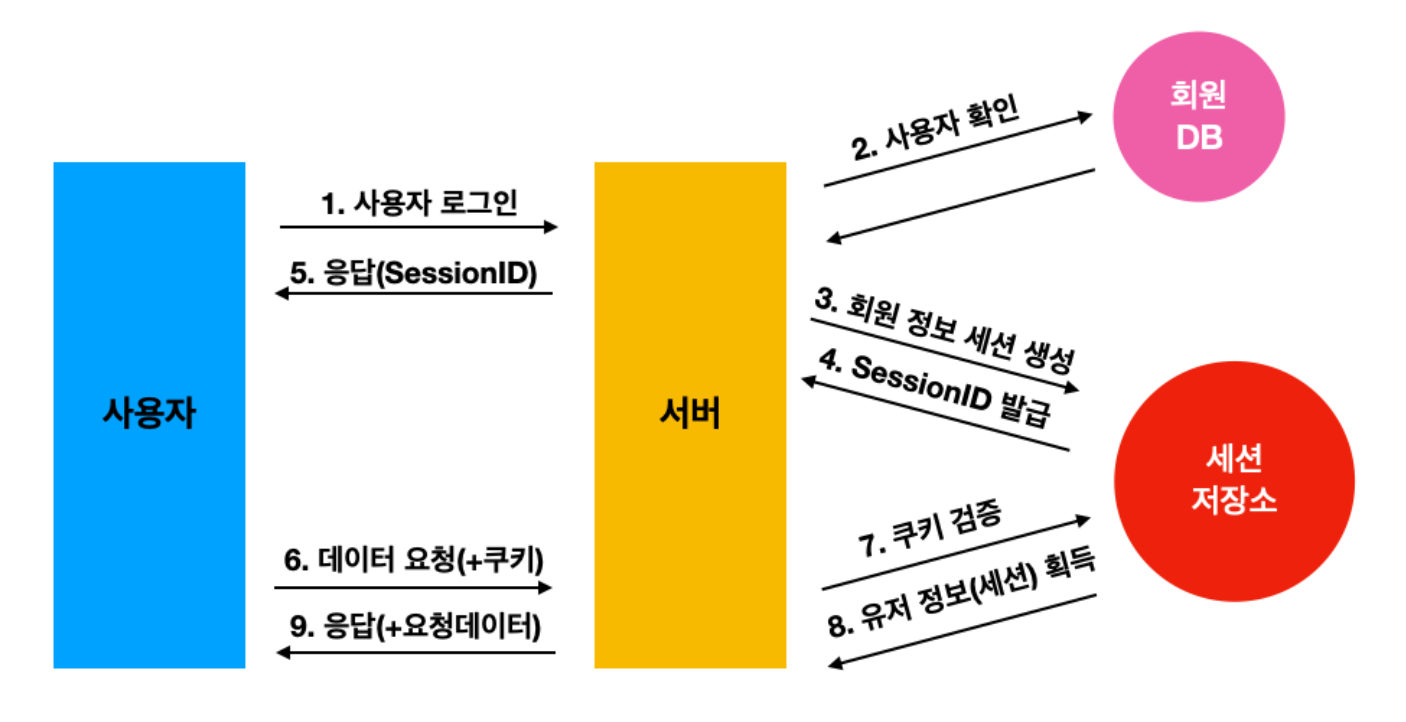 회원
DB
2. 사용자 확인
1. 사용자 로그인
5. 응답(SessionID)
3. 회원 정보 세션 생성
4. SessionID 발급
사용자
서버
세션
저장소
7. 쿠키 검증
6. 데이터 요청(+쿠키)
8. 유저 정보(세션) 획득
9. 응답(+요청데이터)